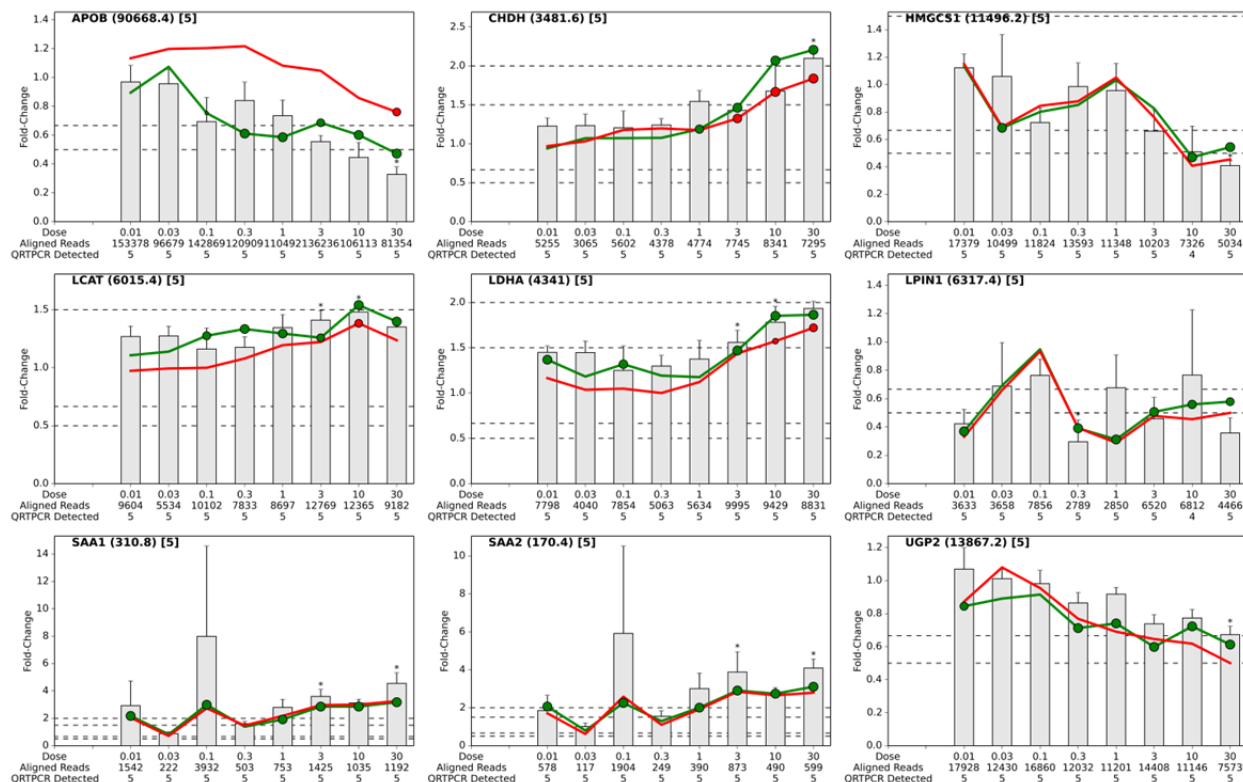 APOB (90668.4) [5]
Fold-Change
1.4
1.2
1.0
0.8
0.6
0.4
0.2
0.0
*
Dose 0.01 0.03 0.1 0.3 1 3 10 30
Aligned Reads 153378 96679 142869 120909 110492 136236 106113 81354
QRTPCR Detected 5 5 5 5 5 5 5 5
CHDH (3481.6) [5]
Fold-Change
2.5
2.0
1.5
1.0
0.5
0.0
*
Dose 0.01 0.03 0.1 0.3 1 3 10 30
Aligned Reads 5255 3065 5602 4378 4774 7745 8341 7295
QRTPCR Detected 5 5 5 5 5 5 5 5
HMGCS1 (11496.2) [5]
Fold-Change
1.4
1.2
1.0
0.8
0.6
0.4
0.2
0.0
*
Dose 0.01 0.03 0.1 0.3 1 3 10 30
Aligned Reads 17379 10499 11824 13593 11348 10203 7326 5034
QRTPCR Detected 5 5 5 5 5 5 4 5
LCAT (6015.4) [5]
Fold-Change
1.5
1.0
0.5
0.0
* *
Dose 0.01 0.03 0.1 0.3 1 3 10 30
Aligned Reads 9604 5534 10102 7833 8697 12769 12365 9182
QRTPCR Detected 5 5 5 5 5 5 5 5
LDHA (4341) [5]
Fold-Change
2.0
1.5
1.0
0.5
0.0
* *
Dose 0.01 0.03 0.1 0.3 1 3 10 30
Aligned Reads 7798 4040 7854 5063 5634 9995 9429 8831
QRTPCR Detected 5 5 5 5 5 5 5 5
LPIN1 (6317.4) [5]
Fold-Change
1.4
1.2
1.0
0.8
0.6
0.4
0.2
0.0
*
Dose 0.01 0.03 0.1 0.3 1 3 10 30
Aligned Reads 3633 3658 7856 2789 2850 6520 6812 4466
QRTPCR Detected 5 5 5 5 5 5 4 5
SAA1 (310.8) [5]
Fold-Change
14
12
10
8
6
4
2
0
* *
Dose 0.01 0.03 0.1 0.3 1 3 10 30
Aligned Reads 1542 222 3932 503 753 1425 1035 1192
QRTPCR Detected 5 5 5 5 5 5 5 5
SAA2 (170.4) [5]
Fold-Change
10
8
6
4
2
0
* *
Dose 0.01 0.03 0.1 0.3 1 3 10 30
Aligned Reads 578 117 1904 249 390 873 490 599
QRTPCR Detected 5 5 5 5 5 5 5 5
UGP2 (13867.2) [5]
Fold-Change
1.2
1.0
0.8
0.6
0.4
0.2
0.0
*
Dose 0.01 0.03 0.1 0.3 1 3 10 30
Aligned Reads 17928 12430 16860 12032 11201 14408 11146 7573
QRTPCR Detected 5 5 5 5 5 5 5 5